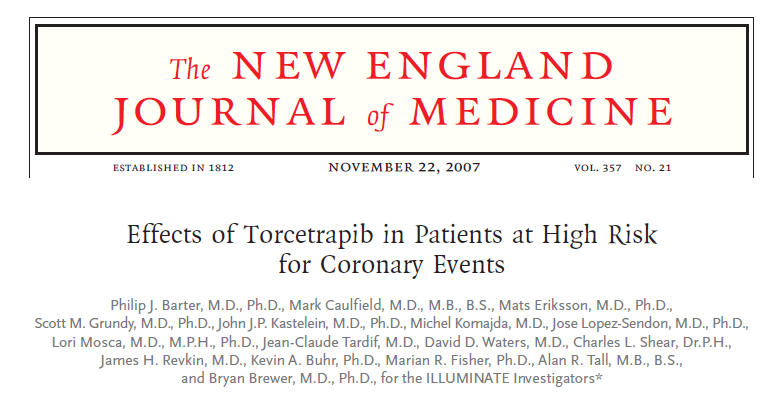 The NEW ENGLAND
JOURNAL of MEDICINE
ESTABLISHED IN 1812 NOVEMBER 22, 2007 VOL. 357 NO. 21
Effects of Torcetrapib in Patients at High Risk
for Coronary Events
Philip J. Barter, M.D., Ph.D., Mark Caulfield, M.D., M.B., B.S., Mats Eriksson, M.D., Ph.D.,
Scott M. Grundy, M.D., Ph.D., John J.P. Kastelein, M.D., Ph.D., Michel Komajda, M.D., Jose Lopez-Sendon, M.D., Ph.D.,
Lori Mosca, M.D., M.P.H., Ph.D., Jean-Claude Tardif, M.D., David D. Waters, M.D., Charles L. Shear, Dr.P.H.,
James H. Revkin, M.D., Kevin A. Buhr, Ph.D., Marian R. Fisher, Ph.D., Alan R. Tall, M.B., B.S.,
and Bryan Brewer, M.D., Ph.D., for the ILLUMINATE Investigators*